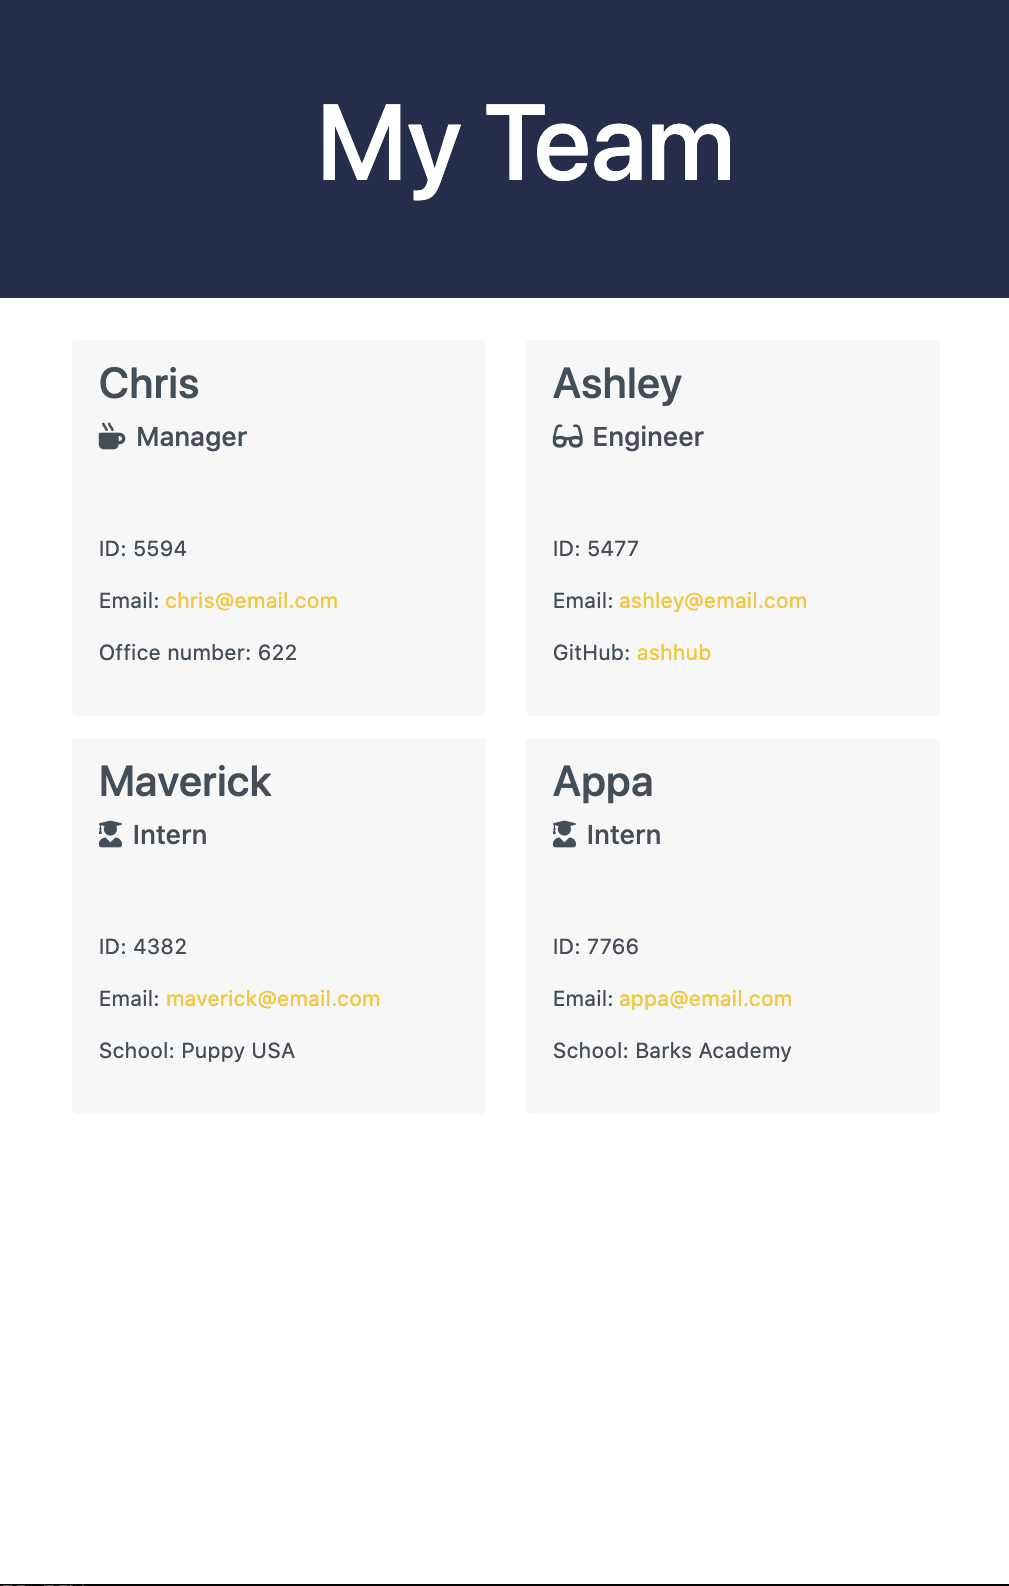 My Team
Chris
Manager
ID: 5594
Email: chris@email.com
Office number: 622
Ashley
Engineer
ID: 5477
Email: ashley@email.com
GitHub: ashhub
Maverick
Intern
ID: 4382
Email: maverick@email.com
School: Puppy USA
Appa
Intern
ID: 7766
Email: appa@email.com
School: Barks Academy